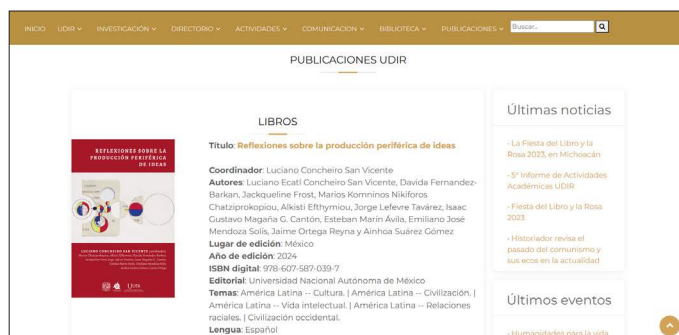 INICIO UDIR INVESTIGACIÓN DIRECTORIO ACTIVIDADES COMUNICACION BIBLIOTECA PUBLICACIONES Buscar..
PUBLICACIONES UDIR
LIBROS
REFLEXIONES SOBRE LA
PRODUCCIÓN PERIFÉRICA
DE IDEAS
LUCIANO CONCHEIRO SAN VICENTE
Título: Reflexiones sobre la producción periférica de ideas
Coordinador: Luciano Concheiro San Vicente
Autores: Luciano Ecatl Concheiro San Vicente, Davida Fernandez-
Barkan, Jackqueline Frost, Marios Komninos Nikiforos
Chatziprokopiou, Alkisti Efthymiou, Jorge Lefevre Tavárez, Isaac
Gustavo Magaña G. Cantón, Esteban Marín Ávila, Emiliano José
Mendoza Solís, Jaime Ortega Reyna y Ainhoa Suárez Gómez
Lugar de edición: México
Año de edición: 2024
ISBN digital: 978-607-587-039-7
Editorial: Universidad Nacional Autónoma de México
Temas: América Latina -- Cultura. | América Latina -- Civilización. |
América Latina -- Vida intelectual. | América Latina -- Relaciones
raciales. | Civilización occidental.
Lengua: Español
Últimas noticias
- La Fiesta del Libro y la
Rosa 2023, en Michoacán
- 5° Informe de Actividades
Académicas UDIR
- Fiesta del Libro y la Rosa
2023
- Historiador revisa el
pasado del comunismo y
sus ecos en la actualidad
Últimos eventos
- Humanidades para la vida